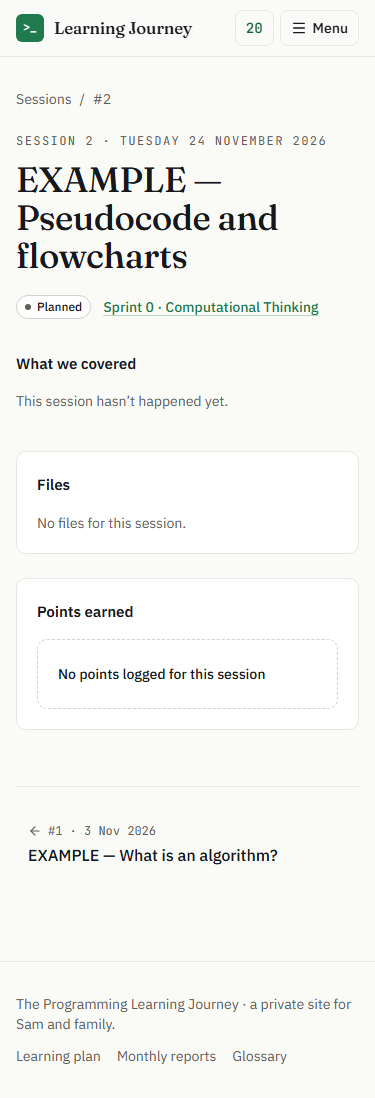 >_ Learning Journey 20 ☰ Menu
Sessions / #2
SESSION 2 · TUESDAY 24 NOVEMBER 2026
EXAMPLE —
Pseudocode and
flowcharts
Planned Sprint 0 · Computational Thinking
What we covered
This session hasn’t happened yet.
Files
No files for this session.
Points earned
No points logged for this session
← #1 · 3 Nov 2026
EXAMPLE — What is an algorithm?
The Programming Learning Journey · a private site for
Sam and family.
Learning plan Monthly reports Glossary